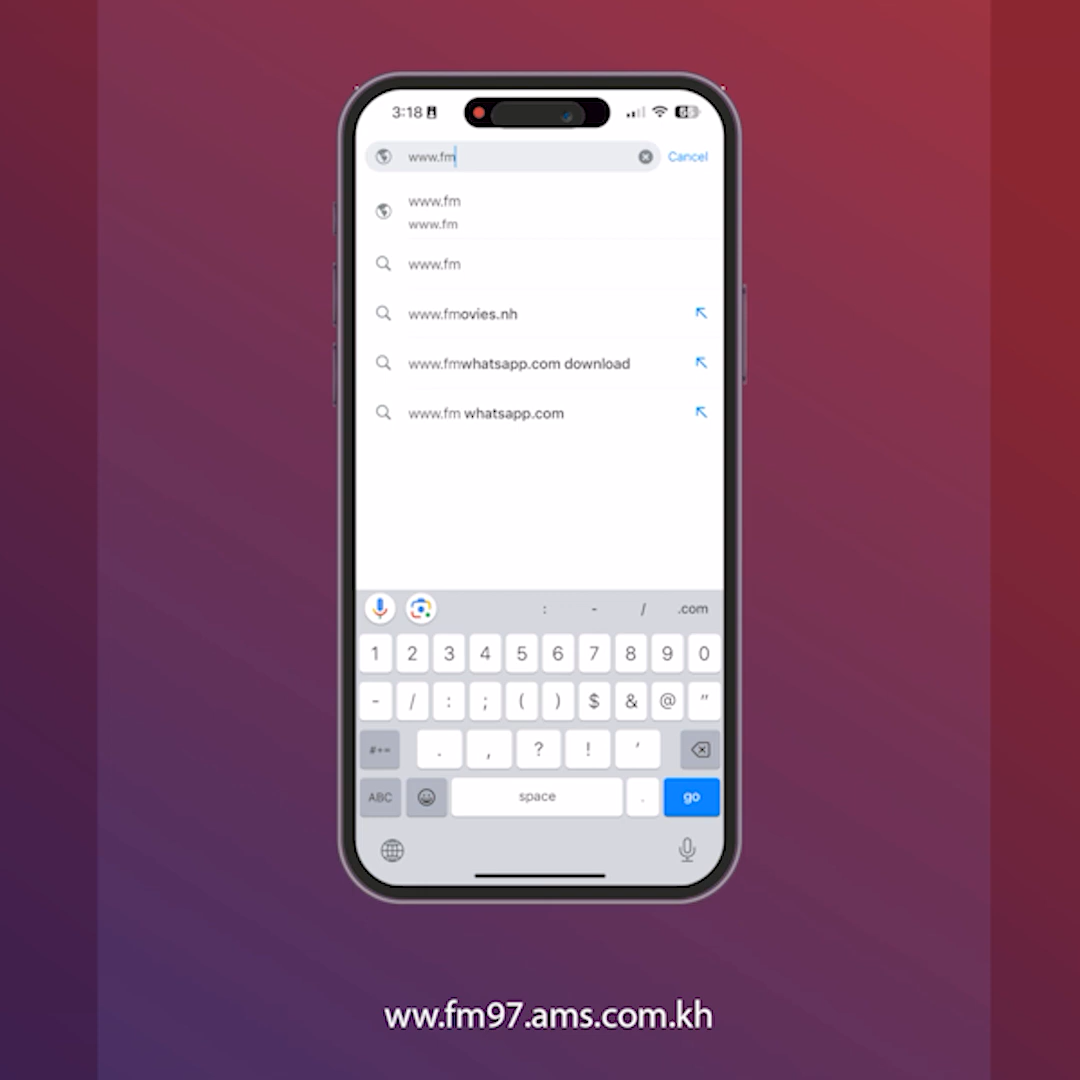 3:18
www.fm
Cancel
www.fm
www.fm
www.fm
www.fmovies.nh
www.fmwhatsapp.com download
www.fm whatsapp.com
: - / .com
1 2 3 4 5 6 7 8 9 0
- / : ; ( ) $ & @ "
#+= . , ? ! '
ABC space . go
ww.fm97.ams.com.kh